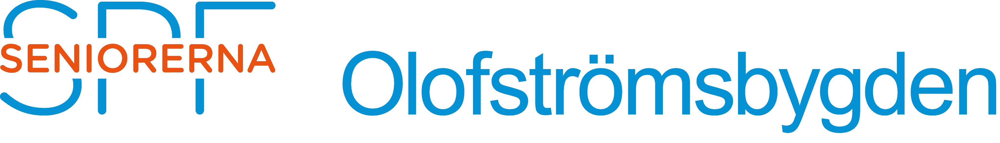 SPF
SENIORERNA
Olofströmsbygden